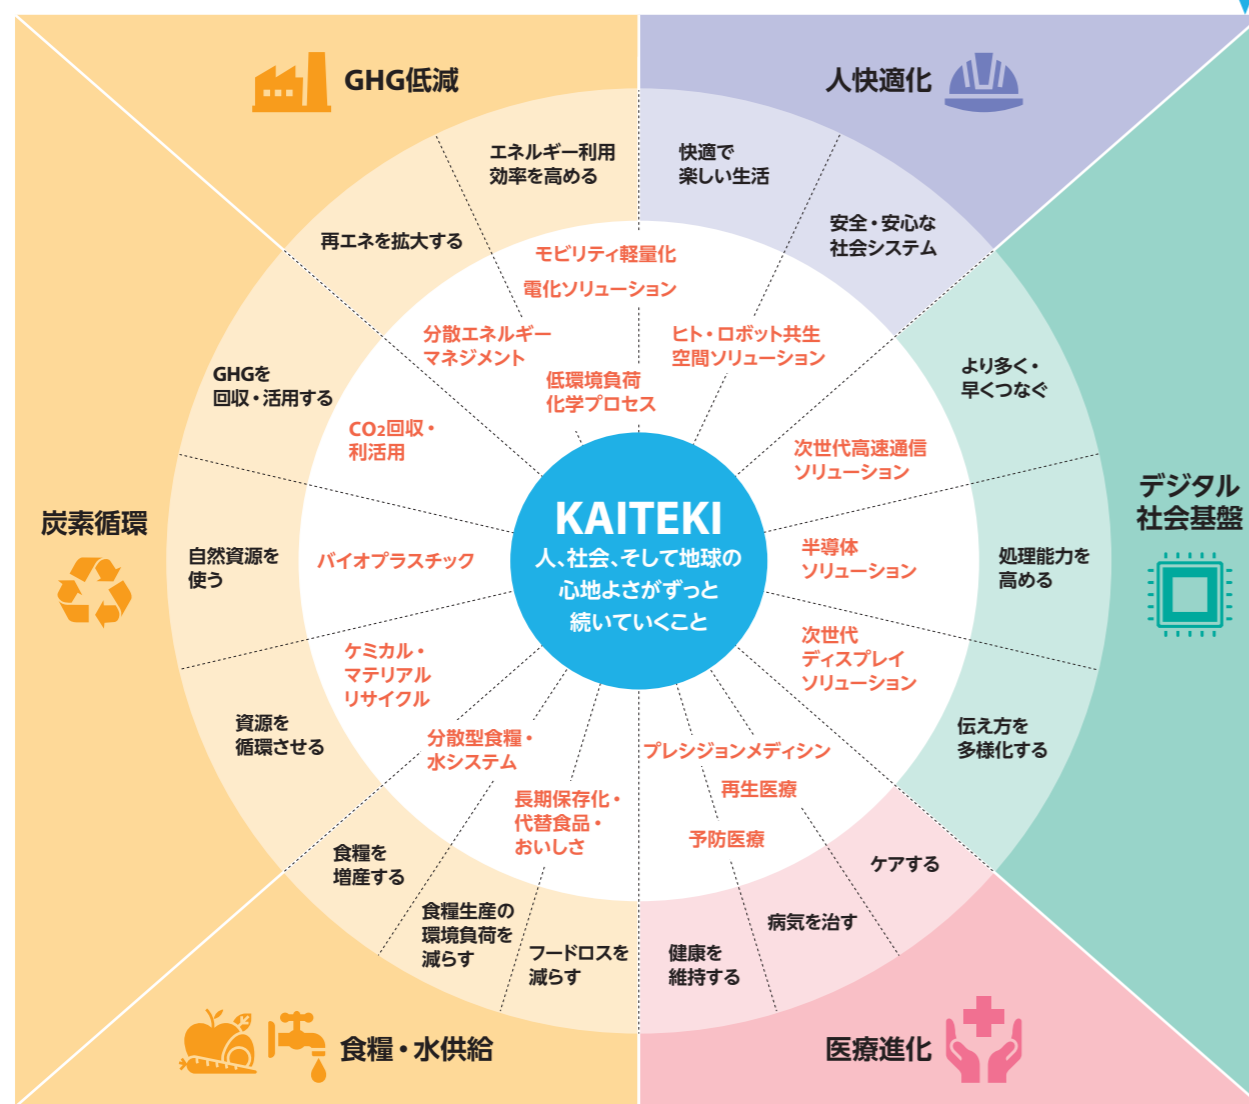 GHG低減
エネルギー利用
効率を高める
再エネを拡大する
モビリティ軽量化
電化ソリューション
分散エネルギー
マネジメント
低環境負荷
化学プロセス
人快適化
快適で
楽しい生活
安全・安心な
社会システム
ヒト・ロボット共生
空間ソリューション
デジタル
社会基盤
より多く・
早くつなぐ
処理能力を
高める
伝え方を
多様化する
次世代高速通信
ソリューション
半導体
ソリューション
次世代
ディスプレイ
ソリューション
炭素循環
GHGを
回収・活用する
自然資源を
使う
資源を
循環させる
CO2回収・
利活用
バイオプラスチック
ケミカル・
マテリアル
リサイクル
KAITEKI
人、社会、そして地球の
心地よさがずっと
続いていくこと
分散型食糧・
水システム
長期保存化・
代替食品・
おいしさ
食糧を
増産する
食糧生産の
環境負荷を
減らす
フードロスを
減らす
食糧・水供給
プレシジョンメディシン
再生医療
予防医療
ケアする
病気を治す
健康を
維持する
医療進化